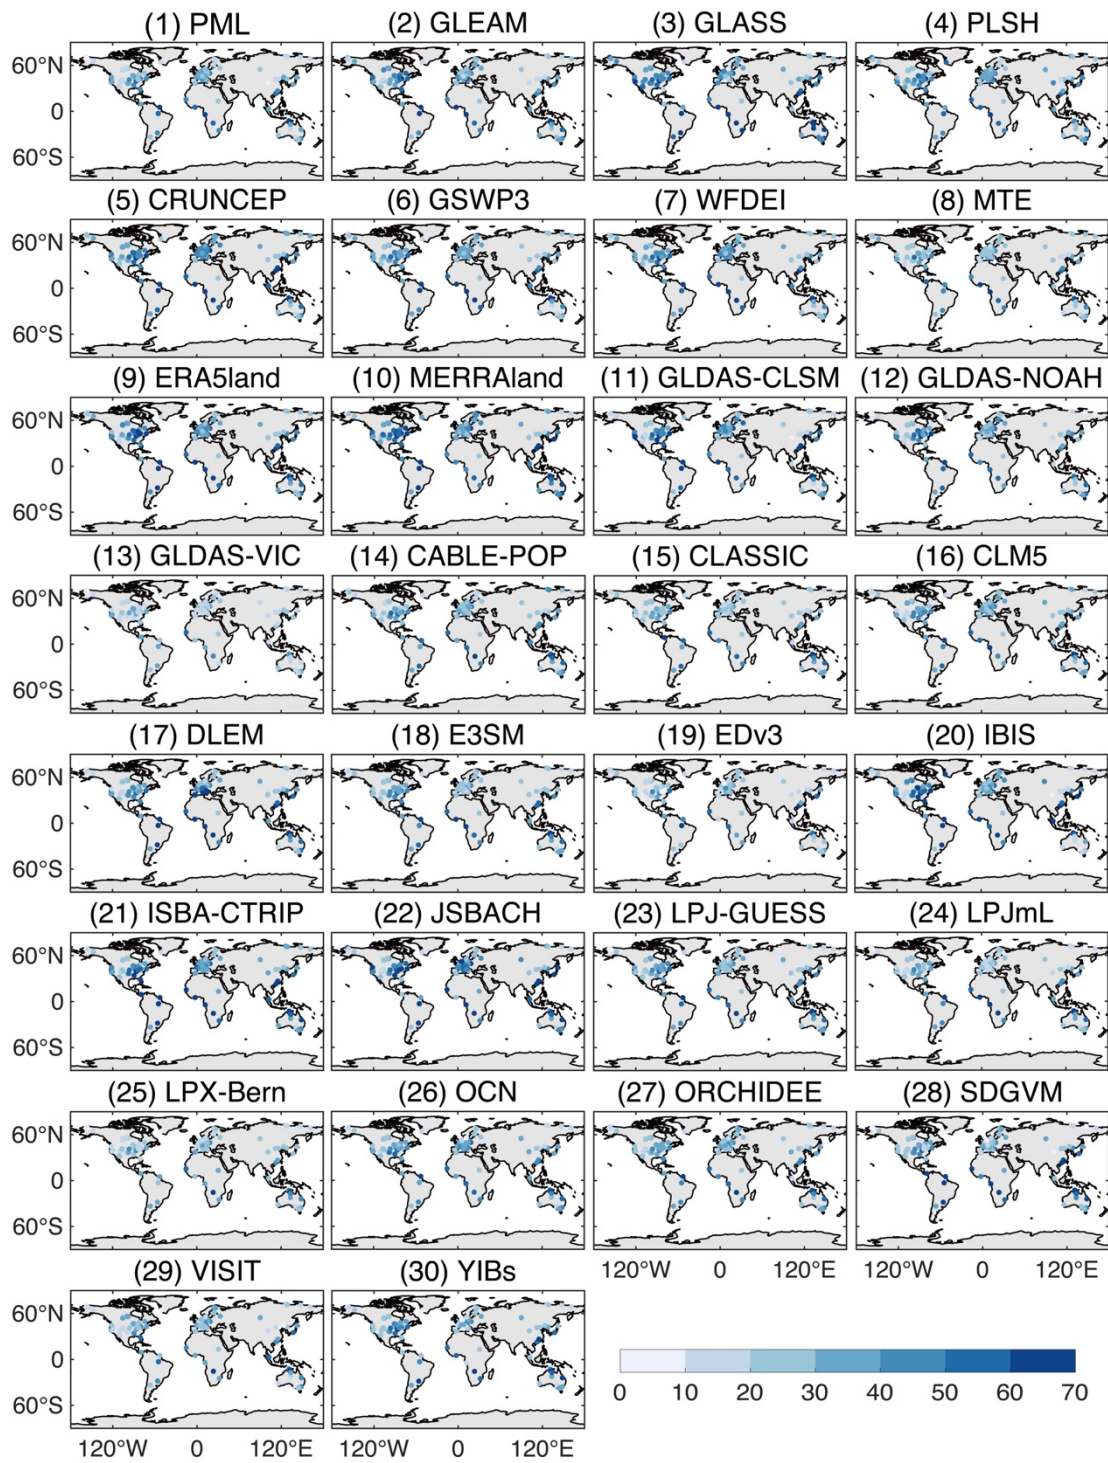 (1) PML (2) GLEAM (3) GLASS (4) PLSH
60°N
0
60°S
(5) CRUNCEP (6) GSWP3 (7) WFDEI (8) MTE
60°N
0
60°S
(9) ERA5land (10) MERRAland (11) GLDAS-CLSM (12) GLDAS-NOAH
60°N
0
60°S
(13) GLDAS-VIC (14) CABLE-POP (15) CLASSIC (16) CLM5
60°N
0
60°S
(17) DLEM (18) E3SM (19) EDv3 (20) IBIS
60°N
0
60°S
(21) ISBA-CTRIP (22) JSBACH (23) LPJ-GUESS (24) LPJmL
60°N
0
60°S
(25) LPX-Bern (26) OCN (27) ORCHIDEE (28) SDGVM
60°N
0
60°S
120°W 0 120°E 120°W 0 120°E
(29) VISIT (30) YIBs
60°N
0
60°S
0 10 20 30 40 50 60 70
120°W 0 120°E 120°W 0 120°E